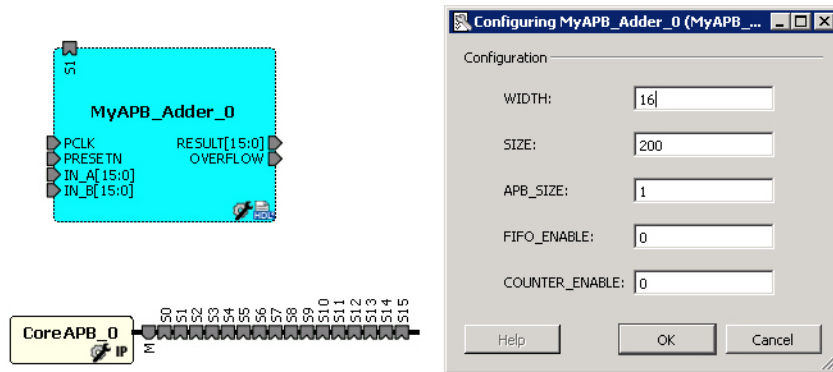 S1
MyAPB_Adder_0
PCLK
PRESETN
IN_A[15:0]
IN_B[15:0]
RESULT[15:0]
OVERFLOW
HDL
CoreAPB_0
IP
M
S0
S1
S2
S3
S4
S5
S6
S7
S8
S9
S10
S11
S12
S13
S14
S15
Configuring MyAPB_Adder_0 (MyAPB_...
Configuration
WIDTH: 16
SIZE: 200
APB_SIZE: 1
FIFO_ENABLE: 0
COUNTER_ENABLE: 0
Help OK Cancel